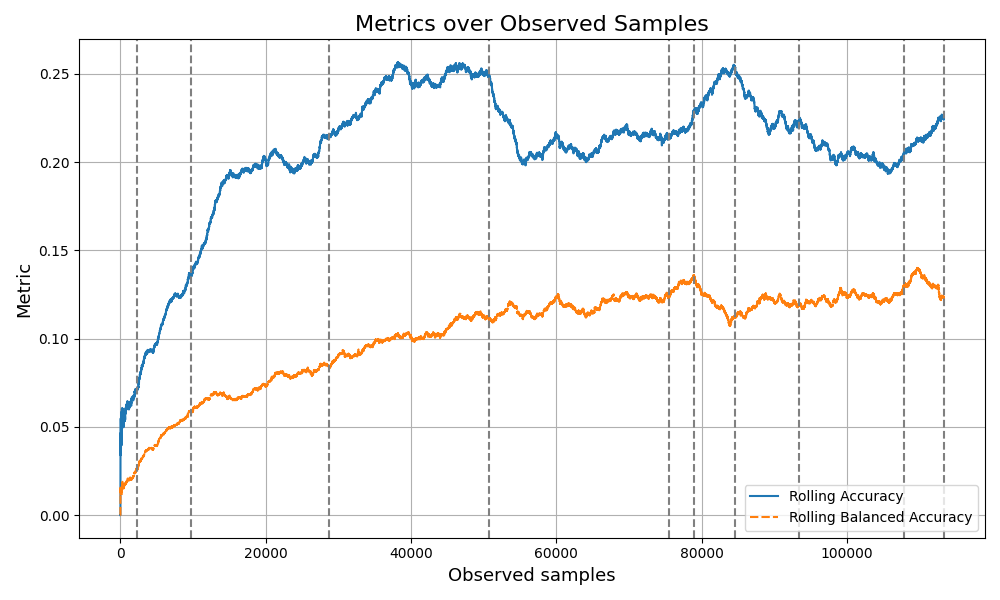 Metrics over Observed Samples
Metric
0.25
0.20
0.15
0.10
0.05
0.00
0 20000 40000 60000 80000 100000
Observed samples
Rolling Accuracy
Rolling Balanced Accuracy